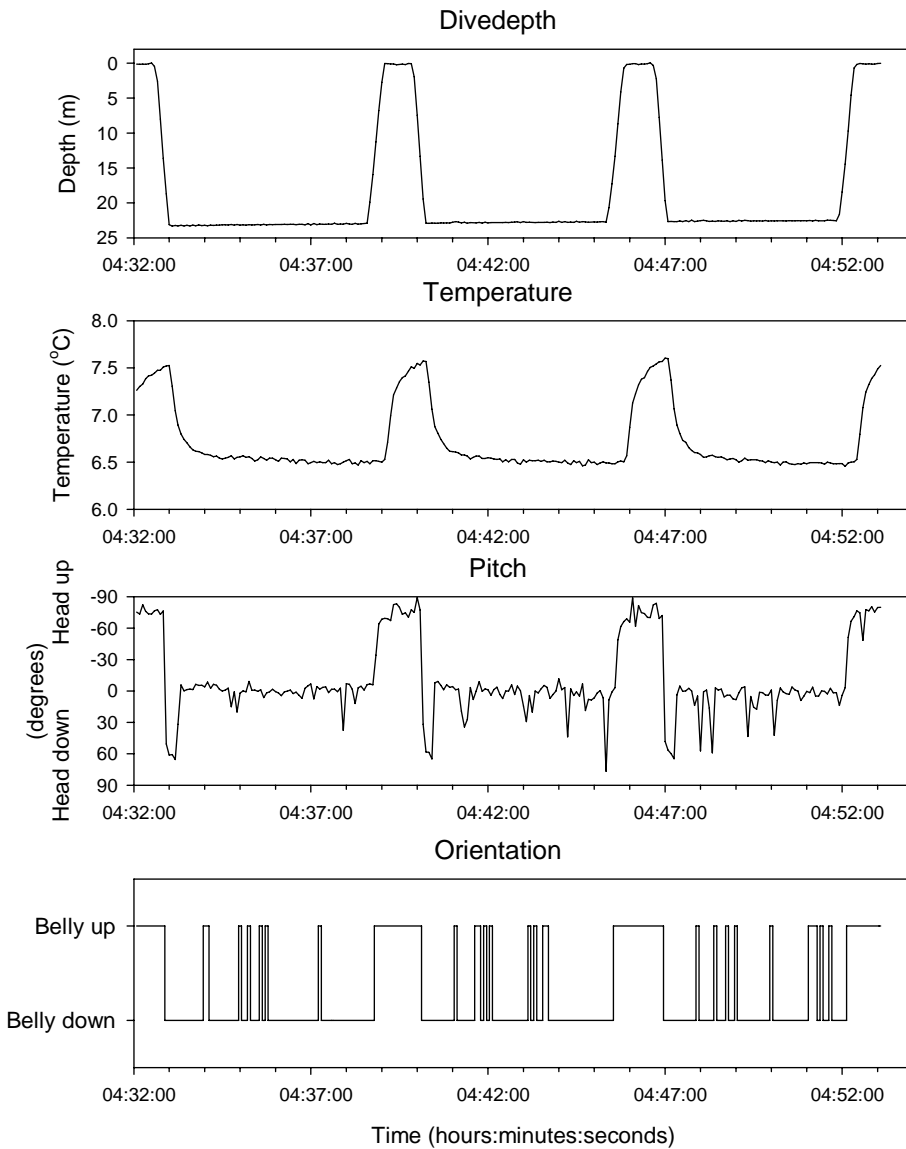 Divedepth
0
5
10
15
20
25
Depth (m)
04:32:00 04:37:00 04:42:00 04:47:00 04:52:00
Temperature
8.0
7.5
7.0
6.5
6.0
Temperature (°C)
04:32:00 04:37:00 04:42:00 04:47:00 04:52:00
Pitch
-90
-60
-30
0
30
60
90
(degrees)
Head down Head up
04:32:00 04:37:00 04:42:00 04:47:00 04:52:00
Orientation
Belly up
Belly down
04:32:00 04:37:00 04:42:00 04:47:00 04:52:00
Time (hours:minutes:seconds)